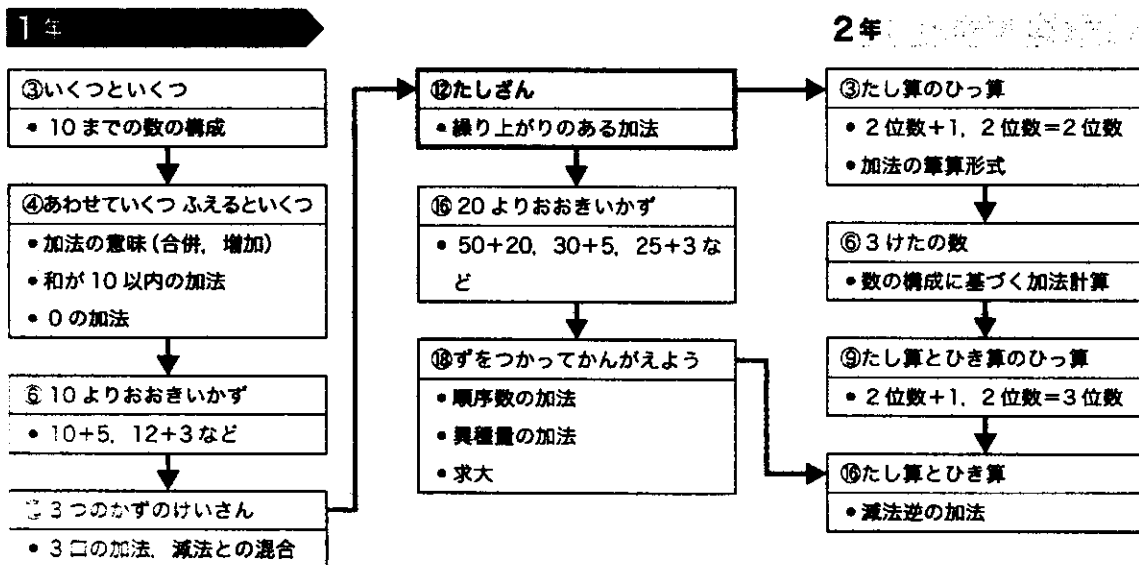 1年
③いくつといくつ
• 10までの数の構成
④あわせていくつ ふえるといくつ
• 加法の意味(合併, 増加)
• 和が10以内の加法
• 0の加法
⑥10よりおおきいかず
• 10+5, 12+3など
3つのかずのけいさん
• 3口の加法, 減法との混合
⑫たしざん
• 繰り上がりのある加法
⑯20よりおおきいかず
• 50+20, 30+5, 25+3な
ど
⑱ずをつかってかんがえよう
• 順序数の加法
• 異種量の加法
• 求大
2年
③たし算のひっ算
• 2位数+1, 2位数=2位数
• 加法の筆算形式
⑥3けたの数
• 数の構成に基づく加法計算
⑨たし算とひき算のひっ算
• 2位数+1, 2位数=3位数
⑯たし算とひき算
• 減法逆の加法